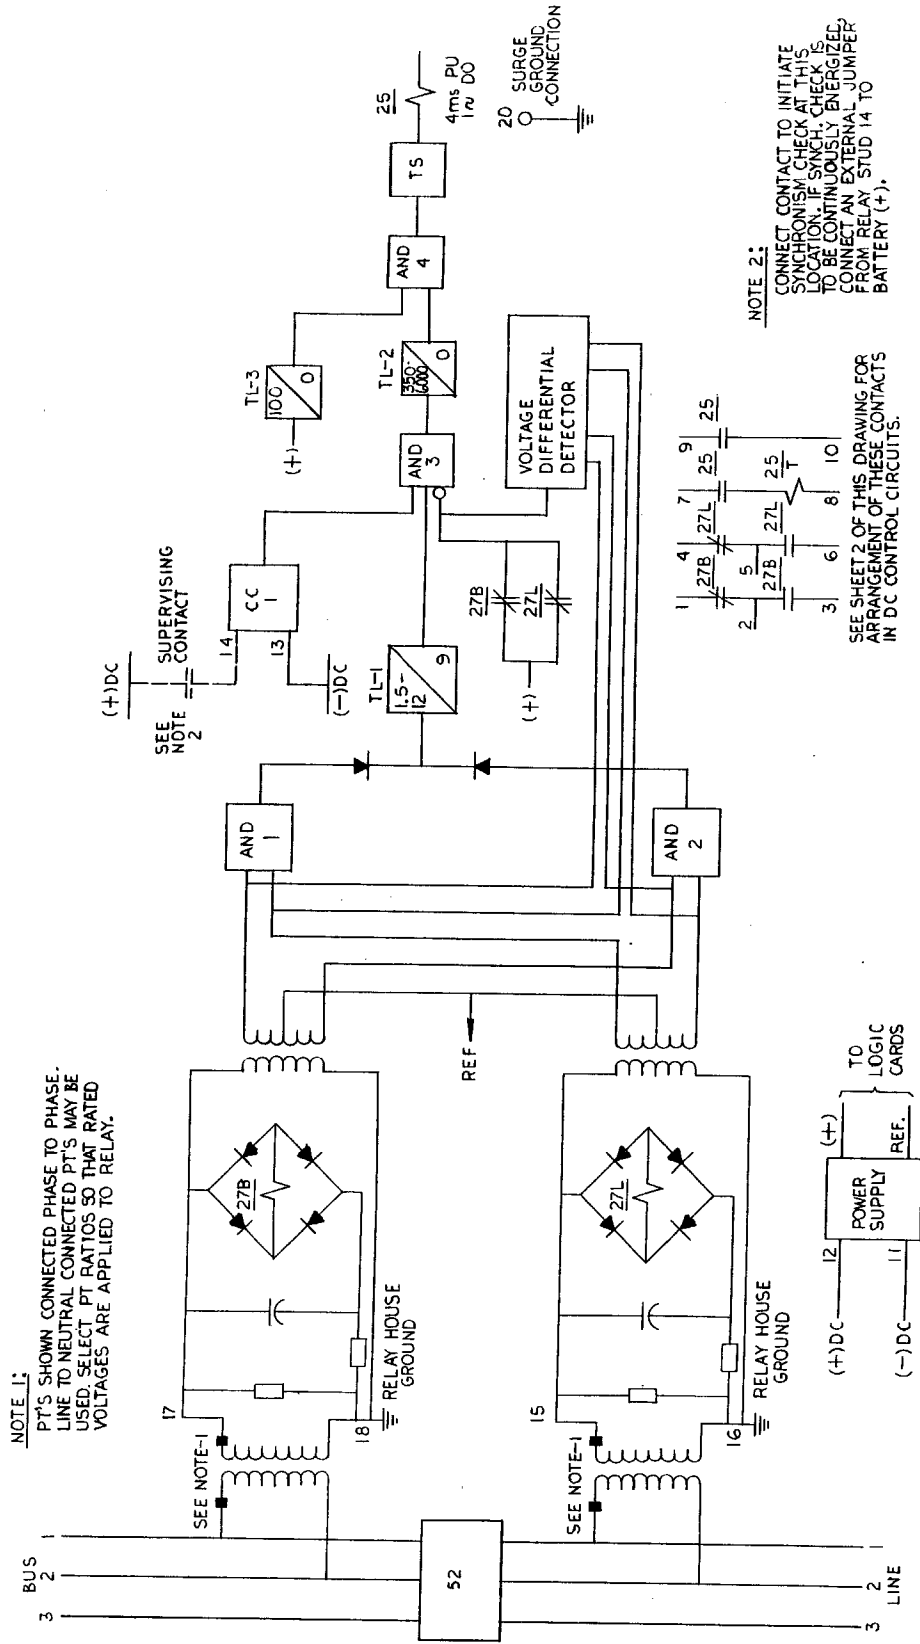 NOTE 1:
PT'S SHOWN CONNECTED PHASE TO PHASE.
LINE TO NEUTRAL CONNECTED PT'S MAY BE
USED. SELECT PT RATIOS SO THAT RATED
VOLTAGES ARE APPLIED TO RELAY.
BUS
1
2
3
SEE NOTE-1
17
18
RELAY HOUSE
GROUND
27B
52
1
2
3
LINE
SEE NOTE-1
15
16
RELAY HOUSE
GROUND
27L
REF
(+)DC
12
(-)DC
11
POWER
SUPPLY
(+)
REF.
TO
LOGIC
CARDS
AND
1
AND
2
(+)DC
SUPERVISING
CONTACT
SEE
NOTE
2
14
13
(-)DC
CC
1
TL-1
1.5-
12
9
27B
27L
(+)
AND
3
TL-3
100
0
(+)
TL-2
350-
6000
0
AND
4
TS
25
4ms PU
1~ DO
20
SURGE
GROUND
CONNECTION
VOLTAGE
DIFFERENTIAL
DETECTOR
1
27B
2
27B
3
4
27L
5
27L
6
7
25
25
T
8
9
25
10
SEE SHEET 2 OF THIS DRAWING FOR
ARRANGEMENT OF THESE CONTACTS
IN DC CONTROL CIRCUITS.
NOTE 2:
CONNECT CONTACT TO INITIATE
SYNCHRONISM CHECK AT THIS
LOCATION. IF SYNCH. CHECK IS
TO BE CONTINUOUSLY ENERGIZED,
CONNECT AN EXTERNAL JUMPER
FROM RELAY STUD 14 TO
BATTERY (+).